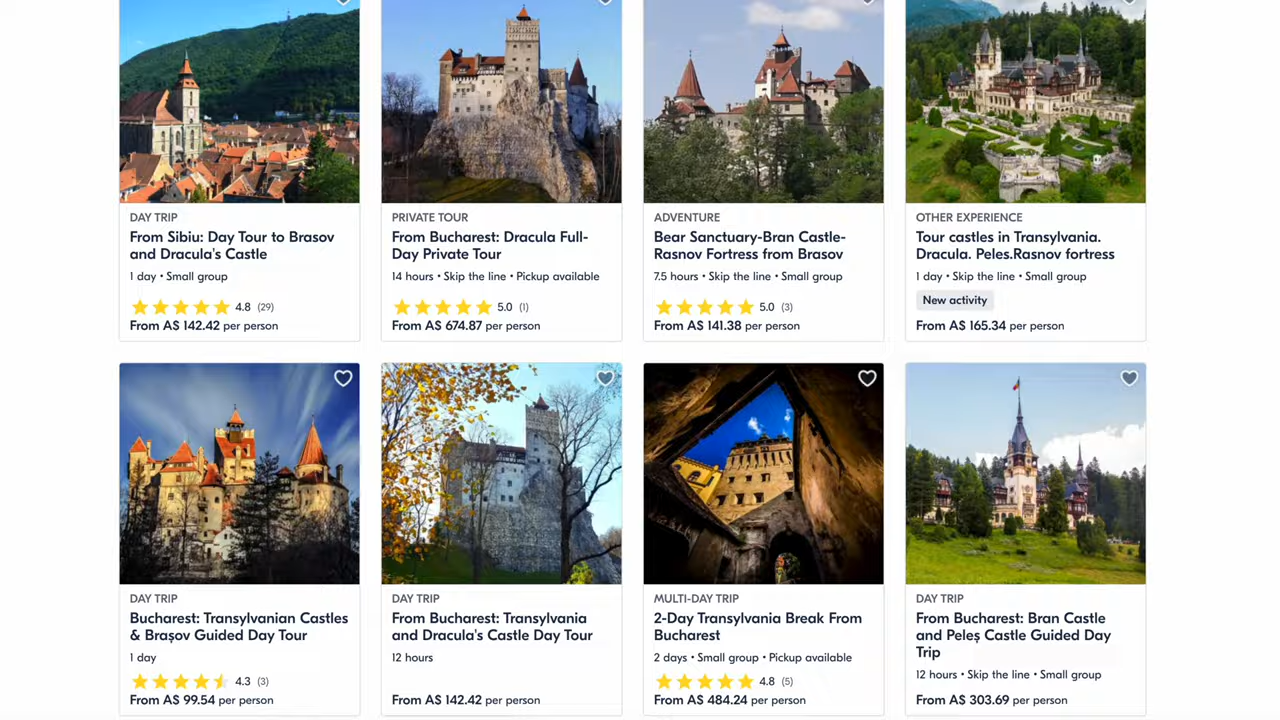 DAY TRIP
From Sibiu: Day Tour to Brasov
and Dracula's Castle
1 day • Small group
4.8 (29)
From A$ 142.42 per person
PRIVATE TOUR
From Bucharest: Dracula Full-
Day Private Tour
14 hours • Skip the line • Pickup available
5.0 (1)
From A$ 674.87 per person
ADVENTURE
Bear Sanctuary-Bran Castle-
Rasnov Fortress from Brasov
7.5 hours • Skip the line • Small group
5.0 (3)
From A$ 141.38 per person
OTHER EXPERIENCE
Tour castles in Transylvania.
Dracula. Peles.Rasnov fortress
1 day • Skip the line • Small group
New activity
From A$ 165.34 per person
DAY TRIP
Bucharest: Transylvanian Castles
& Brașov Guided Day Tour
1 day
4.3 (3)
From A$ 99.54 per person
DAY TRIP
From Bucharest: Transylvania
and Dracula's Castle Day Tour
12 hours
From A$ 142.42 per person
MULTI-DAY TRIP
2-Day Transylvania Break From
Bucharest
2 days • Small group • Pickup available
4.8 (5)
From A$ 484.24 per person
DAY TRIP
From Bucharest: Bran Castle
and Peleș Castle Guided Day
Trip
12 hours • Skip the line • Small group
From A$ 303.69 per person